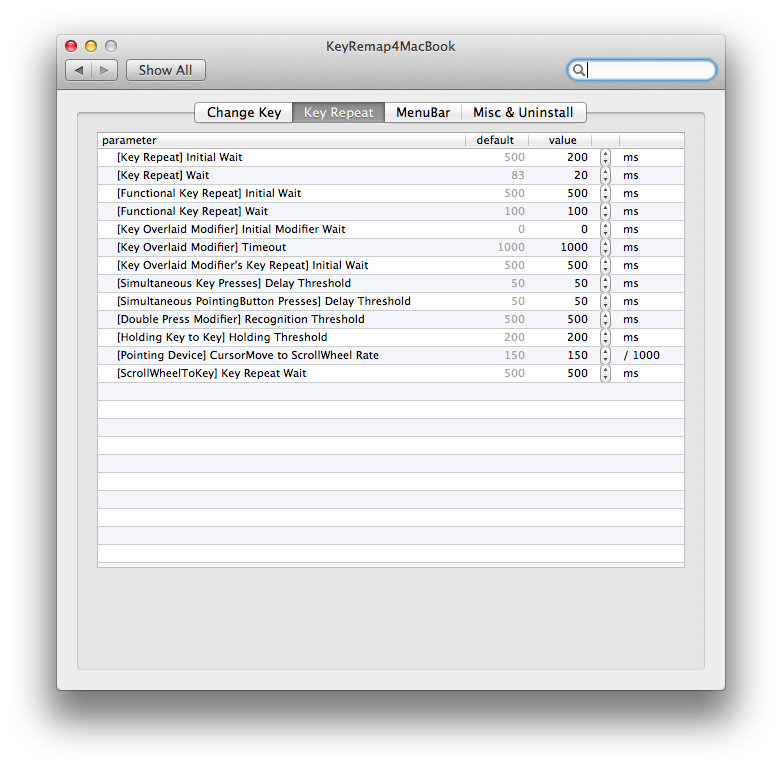 KeyRemap4MacBook
Show All
Change Key Key Repeat MenuBar Misc & Uninstall
parameter default value
[Key Repeat] Initial Wait 500 200 ms
[Key Repeat] Wait 83 20 ms
[Functional Key Repeat] Initial Wait 500 500 ms
[Functional Key Repeat] Wait 100 100 ms
[Key Overlaid Modifier] Initial Modifier Wait 0 0 ms
[Key Overlaid Modifier] Timeout 1000 1000 ms
[Key Overlaid Modifier's Key Repeat] Initial Wait 500 500 ms
[Simultaneous Key Presses] Delay Threshold 50 50 ms
[Simultaneous PointingButton Presses] Delay Threshold 50 50 ms
[Double Press Modifier] Recognition Threshold 500 500 ms
[Holding Key to Key] Holding Threshold 200 200 ms
[Pointing Device] CursorMove to ScrollWheel Rate 150 150 / 1000
[ScrollWheelToKey] Key Repeat Wait 500 500 ms